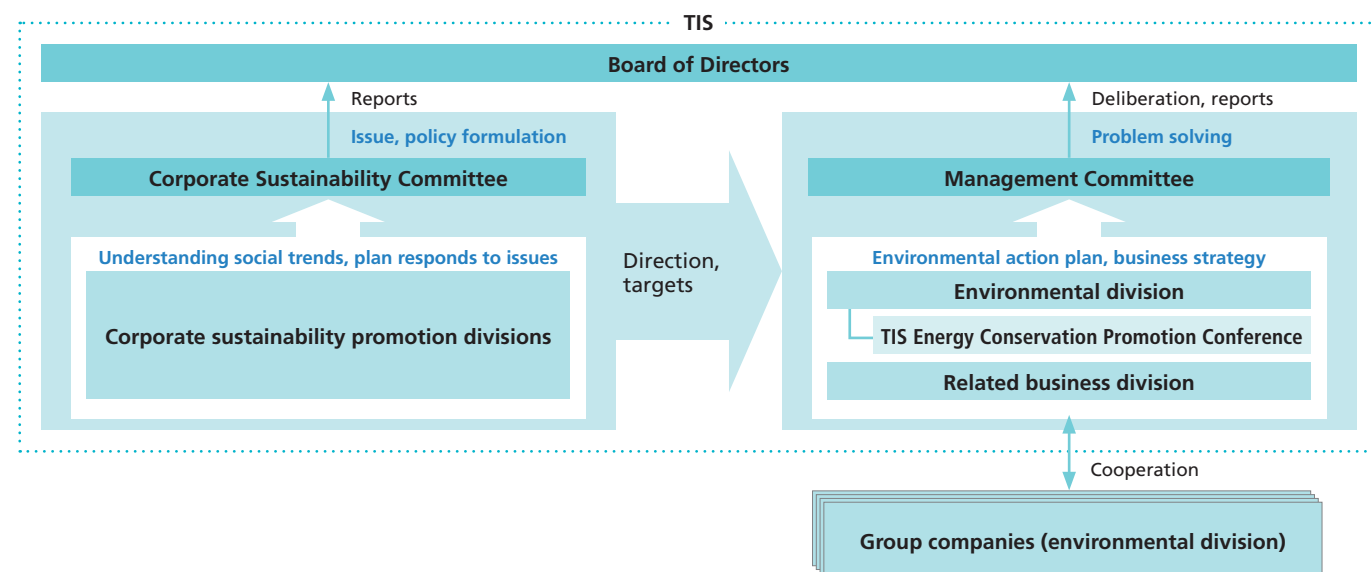 TIS
Board of Directors
Reports
Issue, policy formulation
Corporate Sustainability Committee
Understanding social trends, plan responds to issues
Corporate sustainability promotion divisions
Direction,
targets
Deliberation, reports
Problem solving
Management Committee
Environmental action plan, business strategy
Environmental division
TIS Energy Conservation Promotion Conference
Related business division
Cooperation
Group companies (environmental division)